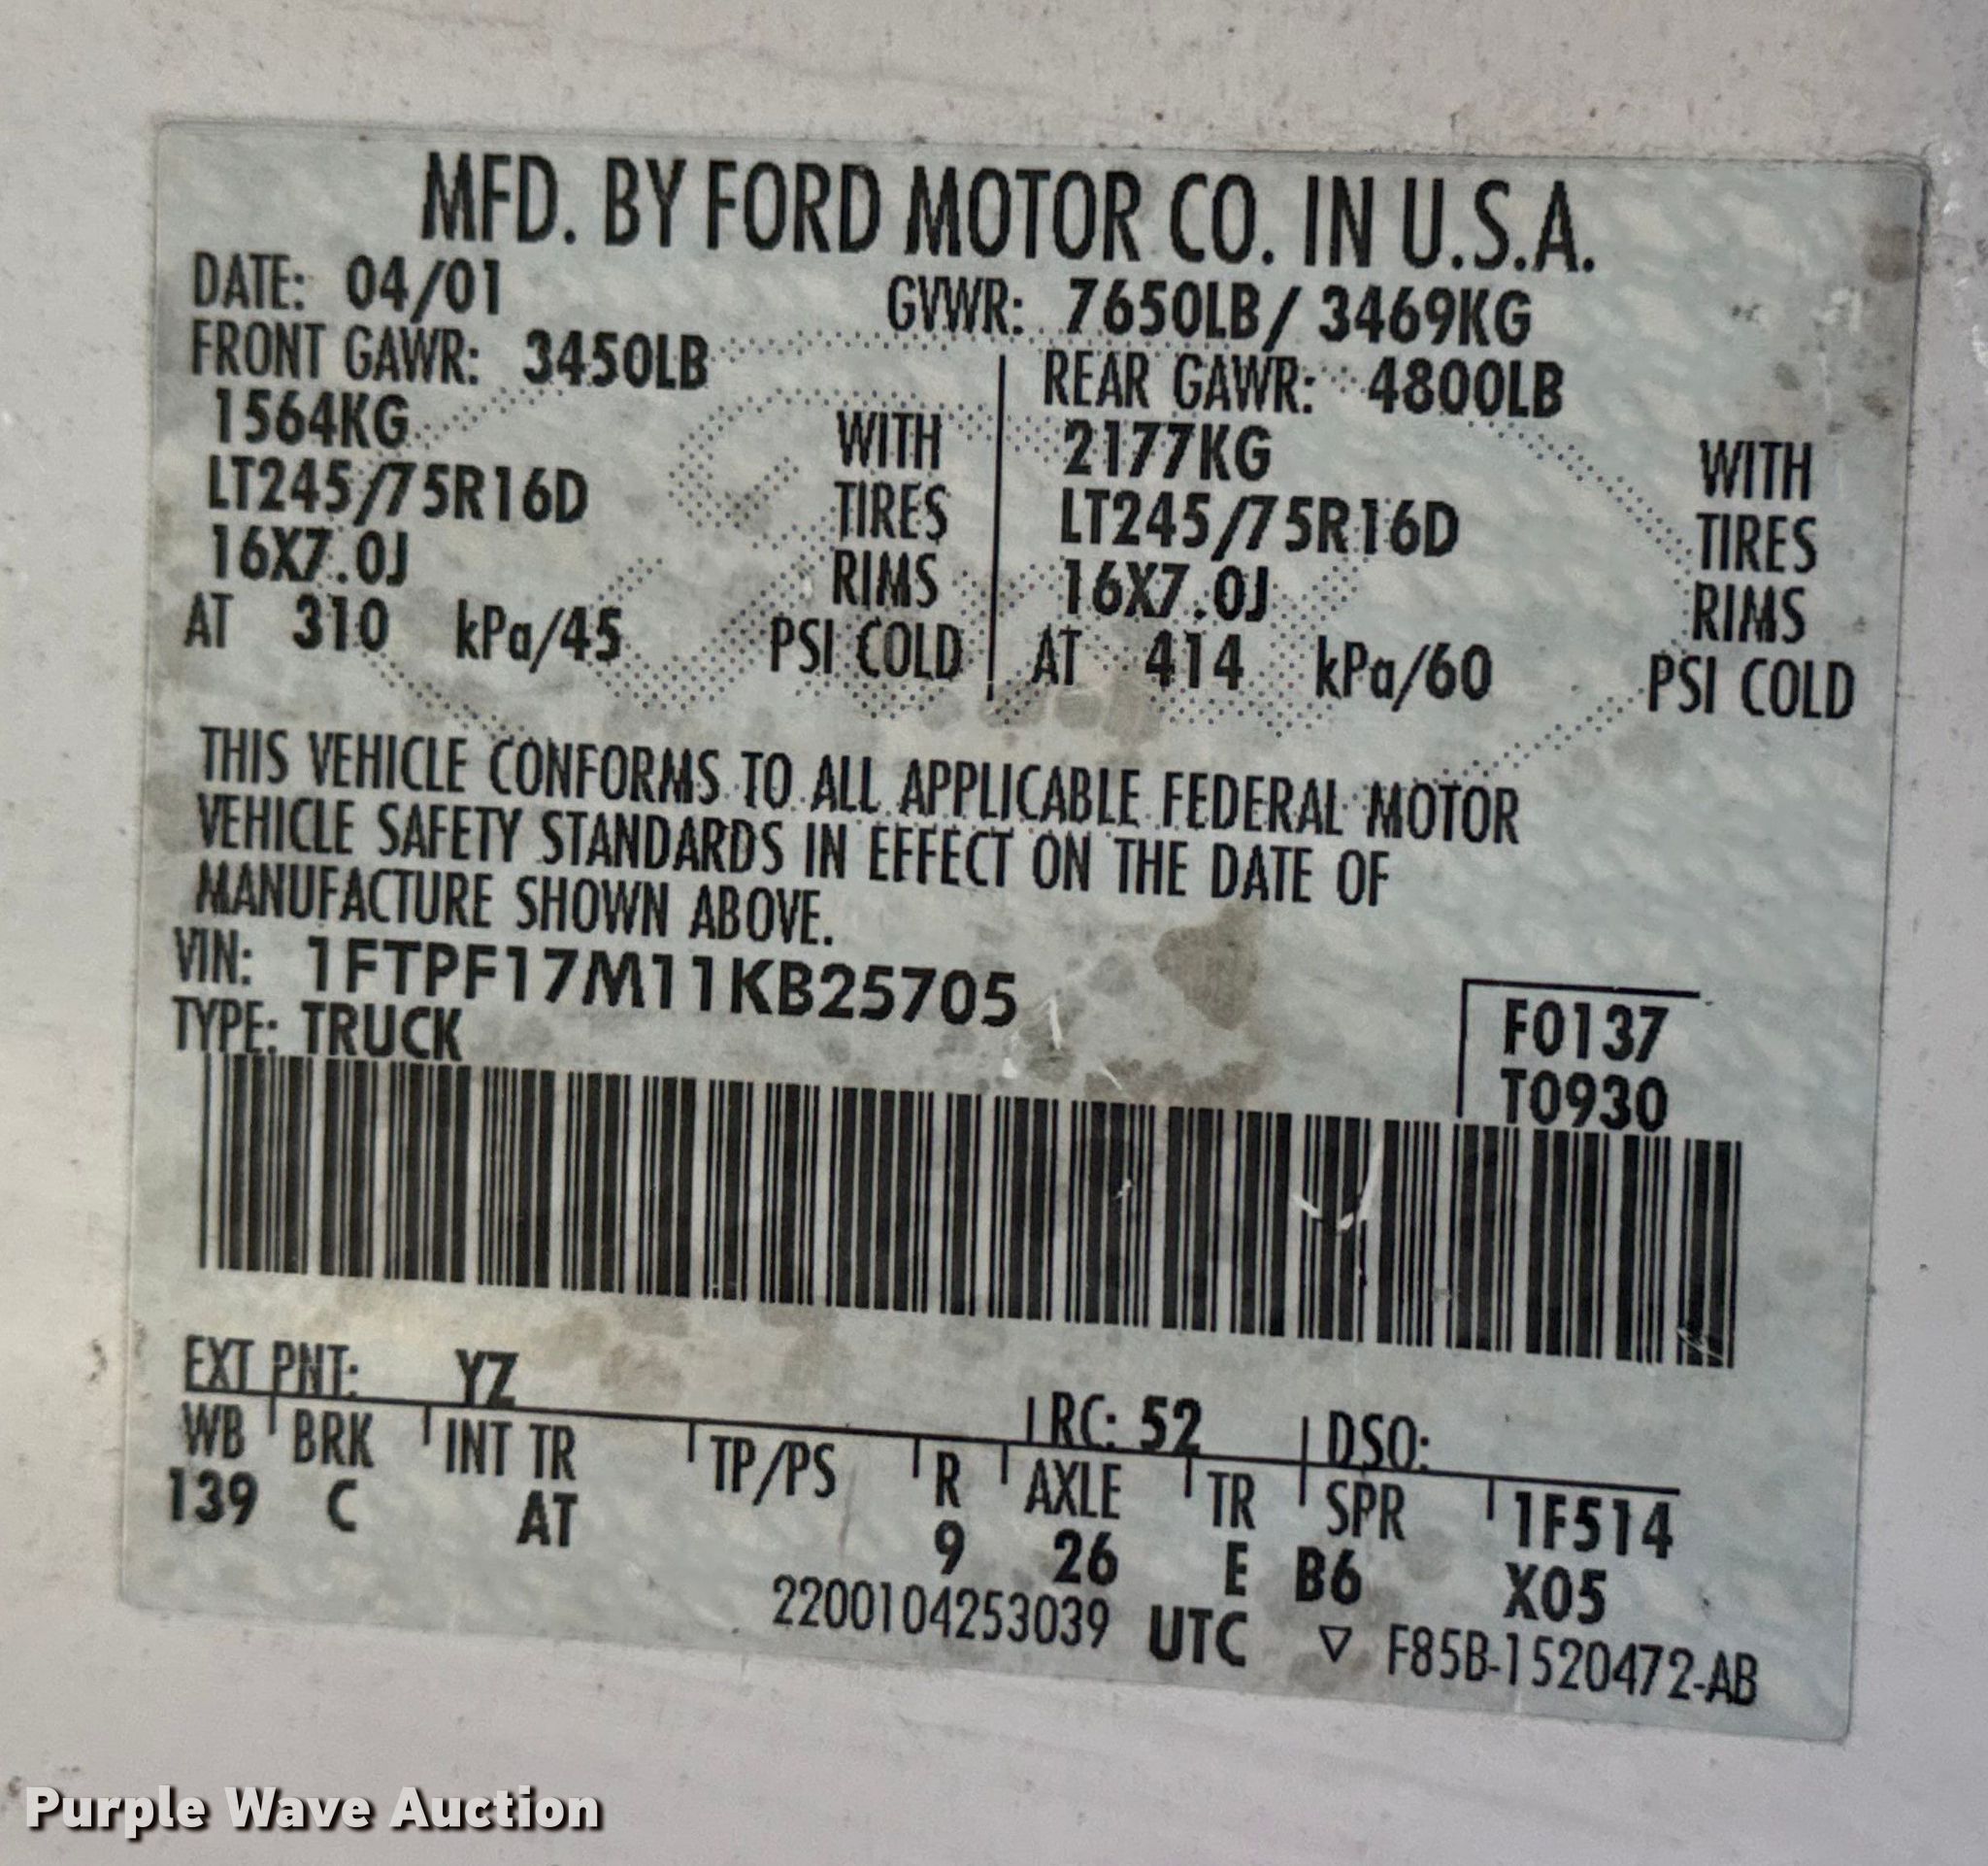 MFD. BY FORD MOTOR CO. IN U.S.A.
DATE: 04/01 GVWR: 7650LB/ 3469KG
FRONT GAWR: 3450LB REAR GAWR: 4800LB
1564KG WITH 2177KG WITH
LT245/75R16D TIRES LT245/75R16D TIRES
16X7.0J RIMS 16X7.0J RIMS
AT 310 kPa/45 PSI COLD AT 414 kPa/60 PSI COLD
THIS VEHICLE CONFORMS TO ALL APPLICABLE FEDERAL MOTOR
VEHICLE SAFETY STANDARDS IN EFFECT ON THE DATE OF
MANUFACTURE SHOWN ABOVE.
VIN: 1FTPF17M11KB25705 F0137
TYPE: TRUCK T0930
EXT PNT: YZ RC: 52 DSO:
WB BRK INT TR TP/PS R AXLE TR SPR 1F514
139 C AT 9 26 E B6 X05
2200104253039 UTC ▽ F85B-1520472-AB
Purple Wave Auction